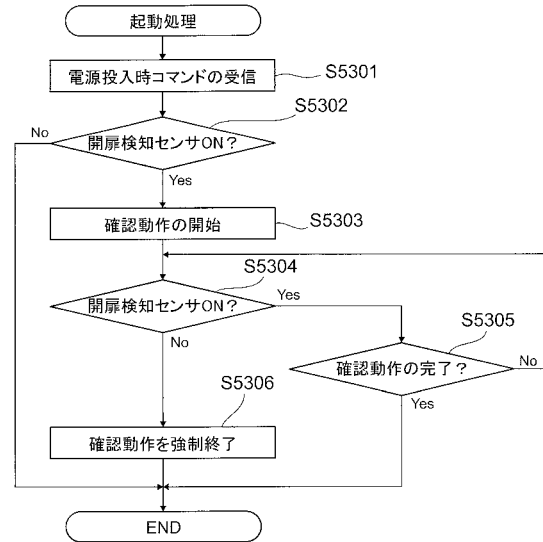 起動処理
電源投入時コマンドの受信
S5301
S5302
No
開扉検知センサON？
Yes
確認動作の開始
S5303
S5304
開扉検知センサON？
Yes
No
S5305
確認動作の完了？
No
Yes
S5306
確認動作を強制終了
END